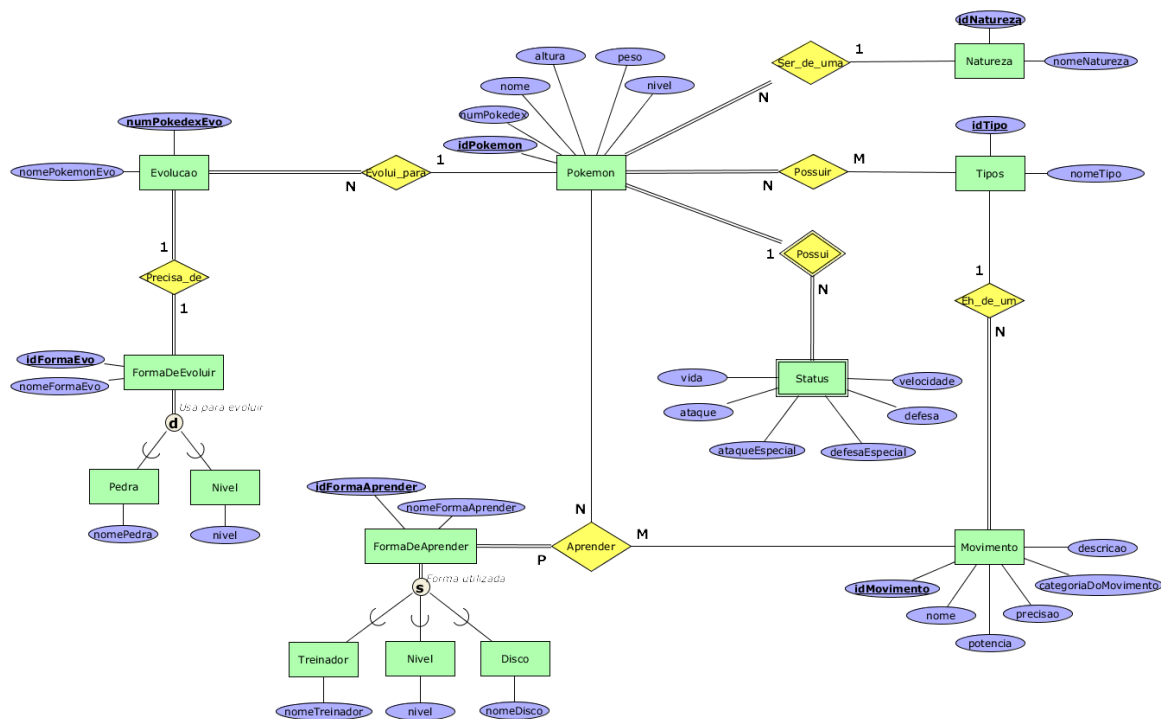 idNatureza
Ser_de_uma
1
Natureza
nomeNatureza
N
altura
peso
nome
nivel
numPokedex
idPokemon
Pokemon
numPokedexEvo
nomePokemonEvo
Evolucao
N
Evolui_para
1
N
Possuir
M
idTipo
Tipos
nomeTipo
1
Precisa_de
1
1
Possui
N
1
Eh_de_um
N
idFormaEvo
nomeFormaEvo
FormaDeEvoluir
Usa para evoluir
d
Pedra
Nivel
nomePedra
nivel
vida
Status
velocidade
ataque
defesa
ataqueEspecial
defesaEspecial
idFormaAprender
nomeFormaAprender
FormaDeAprender
P
N
Aprender
M
Forma utilizada
s
Treinador
Nivel
Disco
nomeTreinador
nivel
nomeDisco
Movimento
descricao
idMovimento
categoriaDoMovimento
nome
precisao
potencia